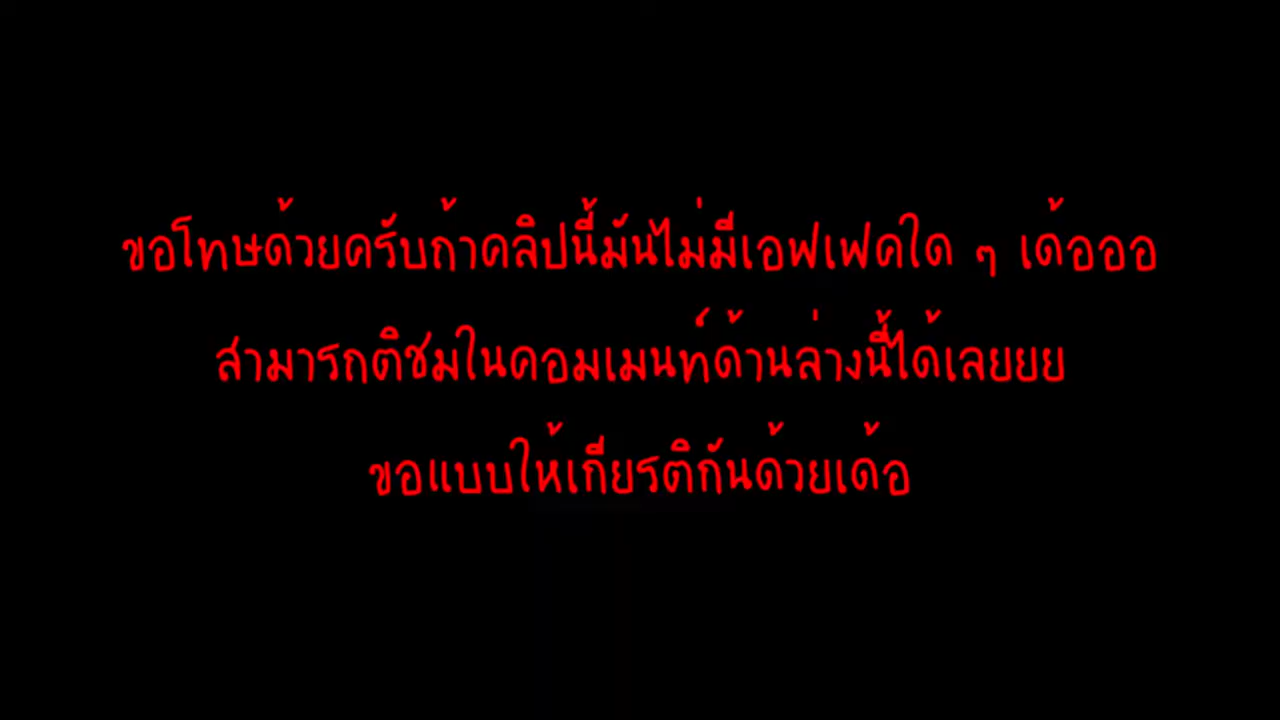 ขอโทษด้วยครับถ้าคลิปนี้มันไม่มีเอฟเฟคใด ๆ เด้อออ
สามารถติชมในคอมเมนท์ด้านล่างนี้ได้เลยยย
ขอแบบให้เกียรติกันด้วยเด้อ